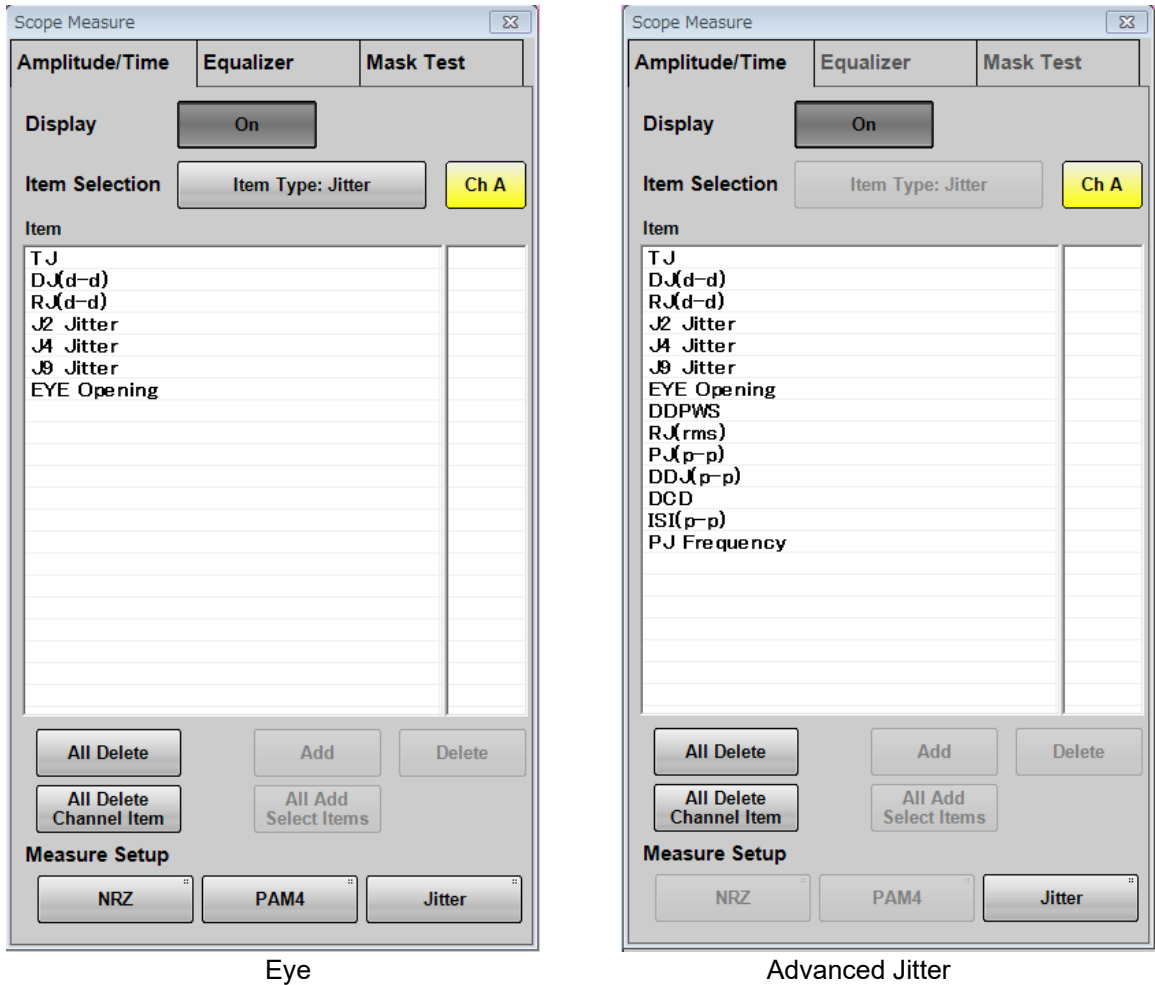 Scope Measure
Amplitude/Time Equalizer Mask Test
Display On
Item Selection Item Type: Jitter Ch A
Item
TJ
DJ(d-d)
RJ(d-d)
J2 Jitter
J4 Jitter
J9 Jitter
EYE Opening
All Delete Add Delete
All Delete Channel Item All Add Select Items
Measure Setup
NRZ PAM4 Jitter
Eye
Scope Measure
Amplitude/Time Equalizer Mask Test
Display On
Item Selection Item Type: Jitter Ch A
Item
TJ
DJ(d-d)
RJ(d-d)
J2 Jitter
J4 Jitter
J9 Jitter
EYE Opening
DDPWS
RJ(rms)
PJ(p-p)
DDJ(p-p)
DCD
ISI(p-p)
PJ Frequency
All Delete Add Delete
All Delete Channel Item All Add Select Items
Measure Setup
NRZ PAM4 Jitter
Advanced Jitter